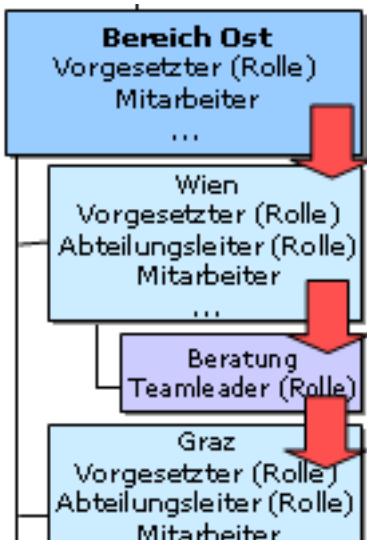 Bereich Ost
Vorgesetzter (Rolle)
Mitarbeiter
...
Wien
Vorgesetzter (Rolle)
Abteilungsleiter (Rolle)
Mitarbeiter
...
Beratung
Teamleader (Rolle)
Graz
Vorgesetzter (Rolle)
Abteilungsleiter (Rolle)
Mitarbeiter